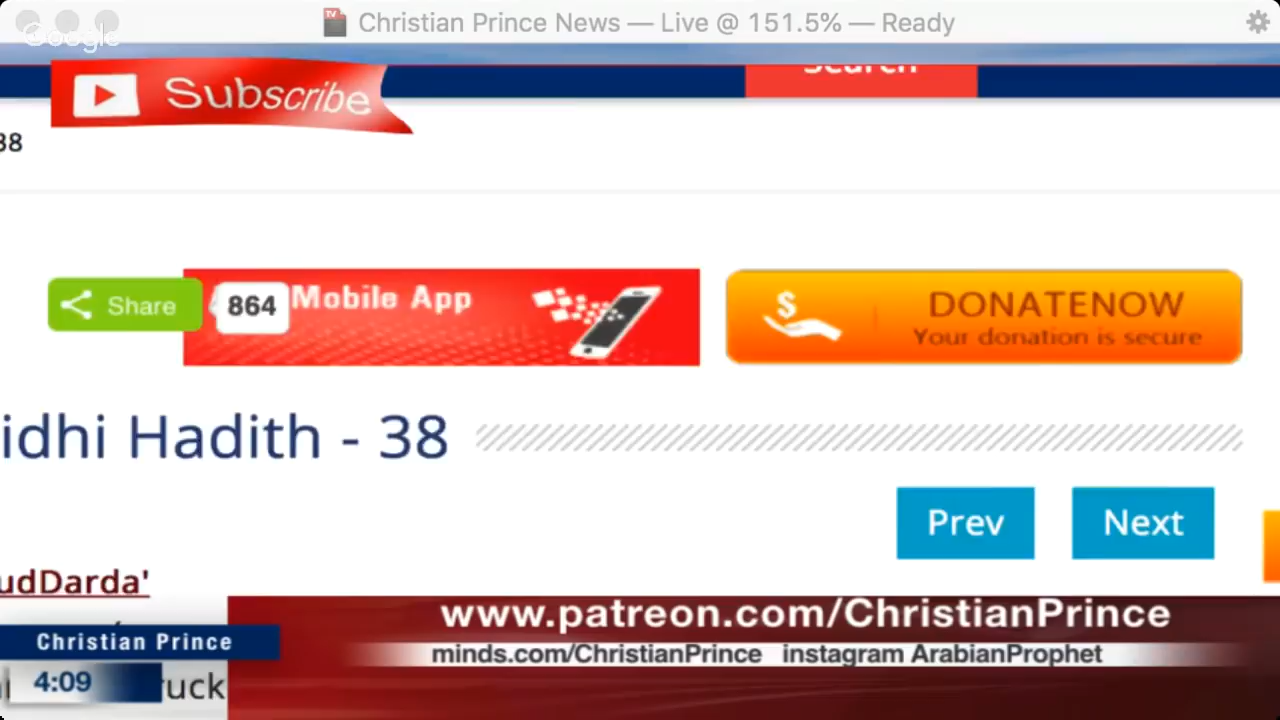 Christian Prince News — Live @ 151.5% — Ready
Google
Search
Subscribe
38
Share
864
Mobile App
$
DONATENOW
Your donation is secure
idhi Hadith - 38
Prev
Next
udDarda'
www.patreon.com/ChristianPrince
Christian Prince
minds.com/ChristianPrince instagram ArabianProphet
4:09
uck